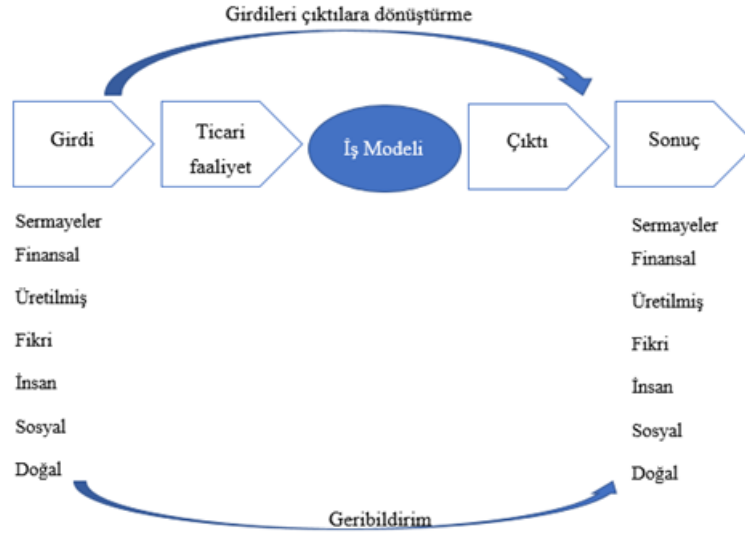 Girdileri çıktılara dönüştürme
Girdi
Ticari
faaliyet
İş Modeli
Çıktı
Sonuç
Sermayeler
Finansal
Üretilmiş
Fikri
İnsan
Sosyal
Doğal
Sermayeler
Finansal
Üretilmiş
Fikri
İnsan
Sosyal
Doğal
Geribildirim